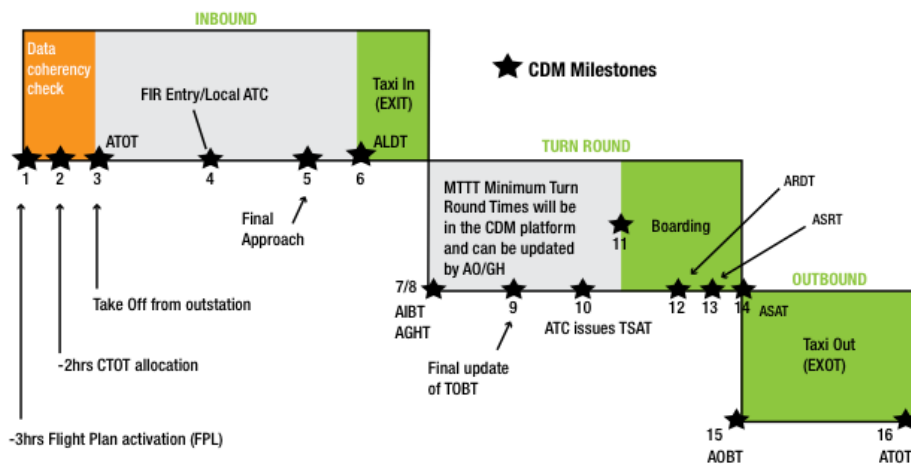 INBOUND
Data
coherency
check
CDM Milestones
Taxi In
(EXIT)
FIR Entry/Local ATC
ATOT
ALDT
1
2
3
4
5
6
TURN ROUND
Final
Approach
MTTT Minimum Turn
Round Times will be
in the CDM platform
and can be updated
by AO/GH
11
Boarding
ARDT
ASRT
Take Off from outstation
-2hrs CTOT allocation
-3hrs Flight Plan activation (FPL)
7/8
AIBT
AGHT
9
10
12
13
14
ATC issues TSAT
Final update
of TOBT
OUTBOUND
ASAT
Taxi Out
(EXOT)
15
AOBT
16
ATOT